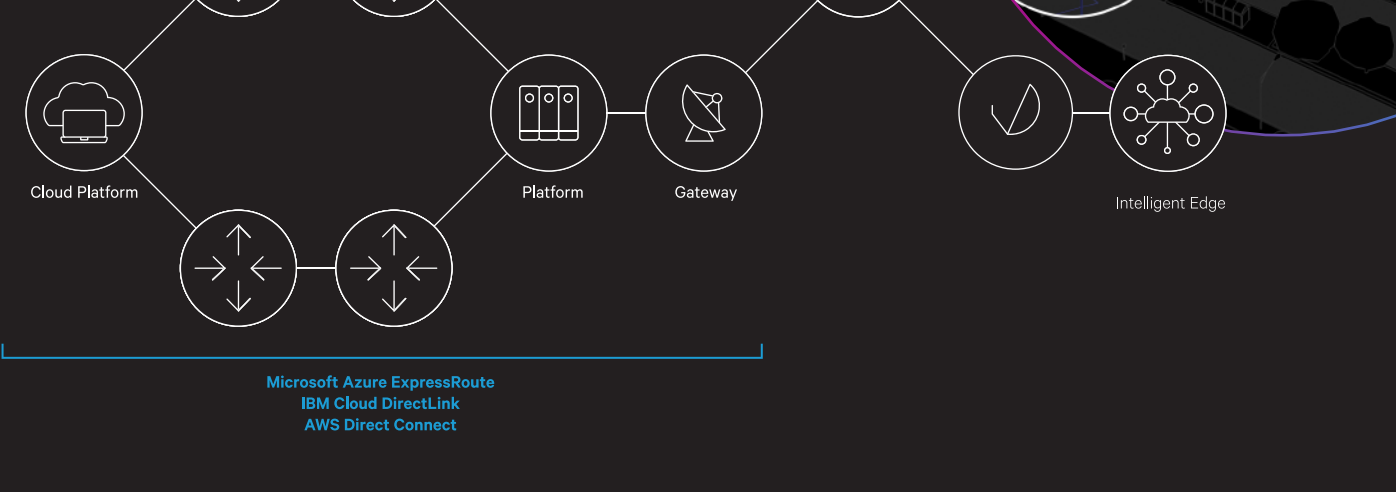 Cloud Platform
Platform
Gateway
Intelligent Edge
Microsoft Azure ExpressRoute
IBM Cloud DirectLink
AWS Direct Connect